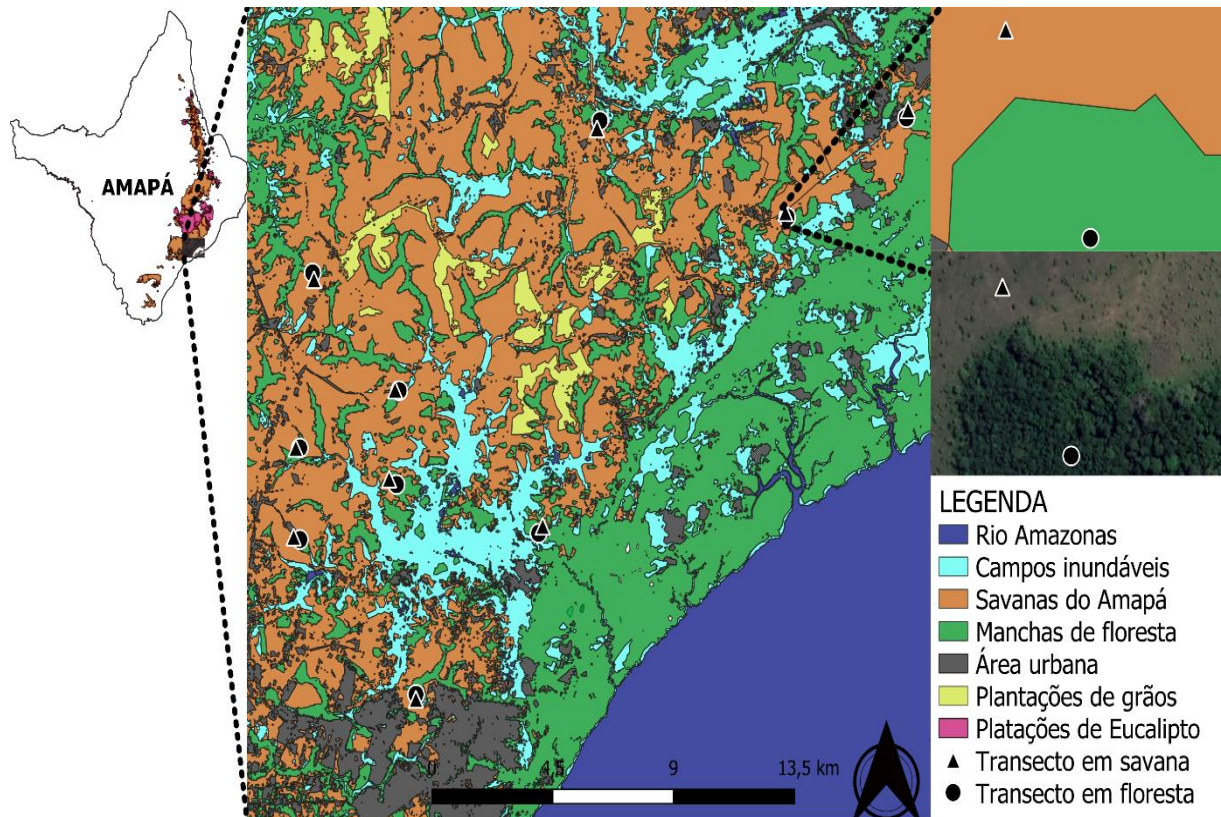 AMAPÁ
0
4,5
9
13,5 km
LEGENDA
Rio Amazonas
Campos inundáveis
Savanas do Amapá
Manchas de floresta
Área urbana
Plantações de grãos
Platações de Eucalipto
Transecto em savana
Transecto em floresta